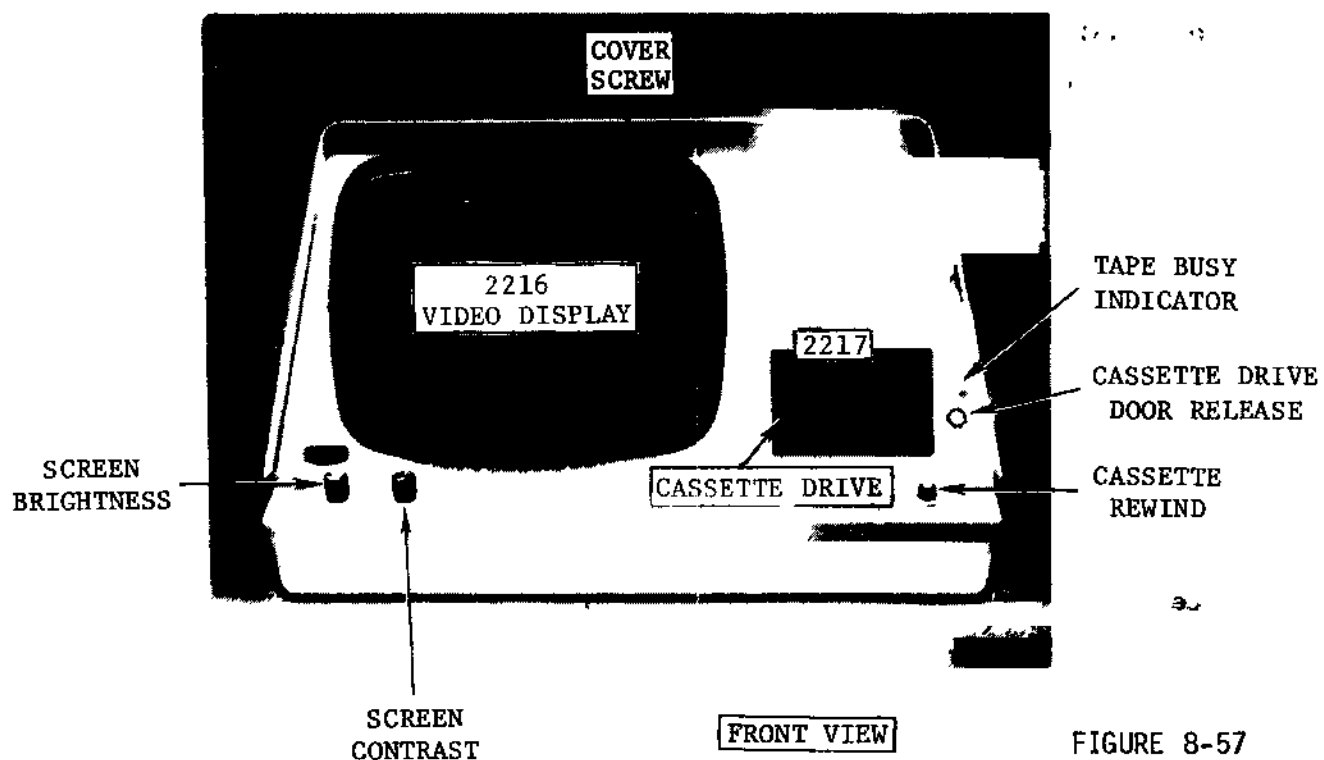 COVER
SCREW
2216
VIDEO DISPLAY
2217
TAPE BUSY
INDICATOR
CASSETTE DRIVE
DOOR RELEASE
CASSETTE DRIVE
CASSETTE
REWIND
SCREEN
BRIGHTNESS
SCREEN
CONTRAST
FRONT VIEW
FIGURE 8-57